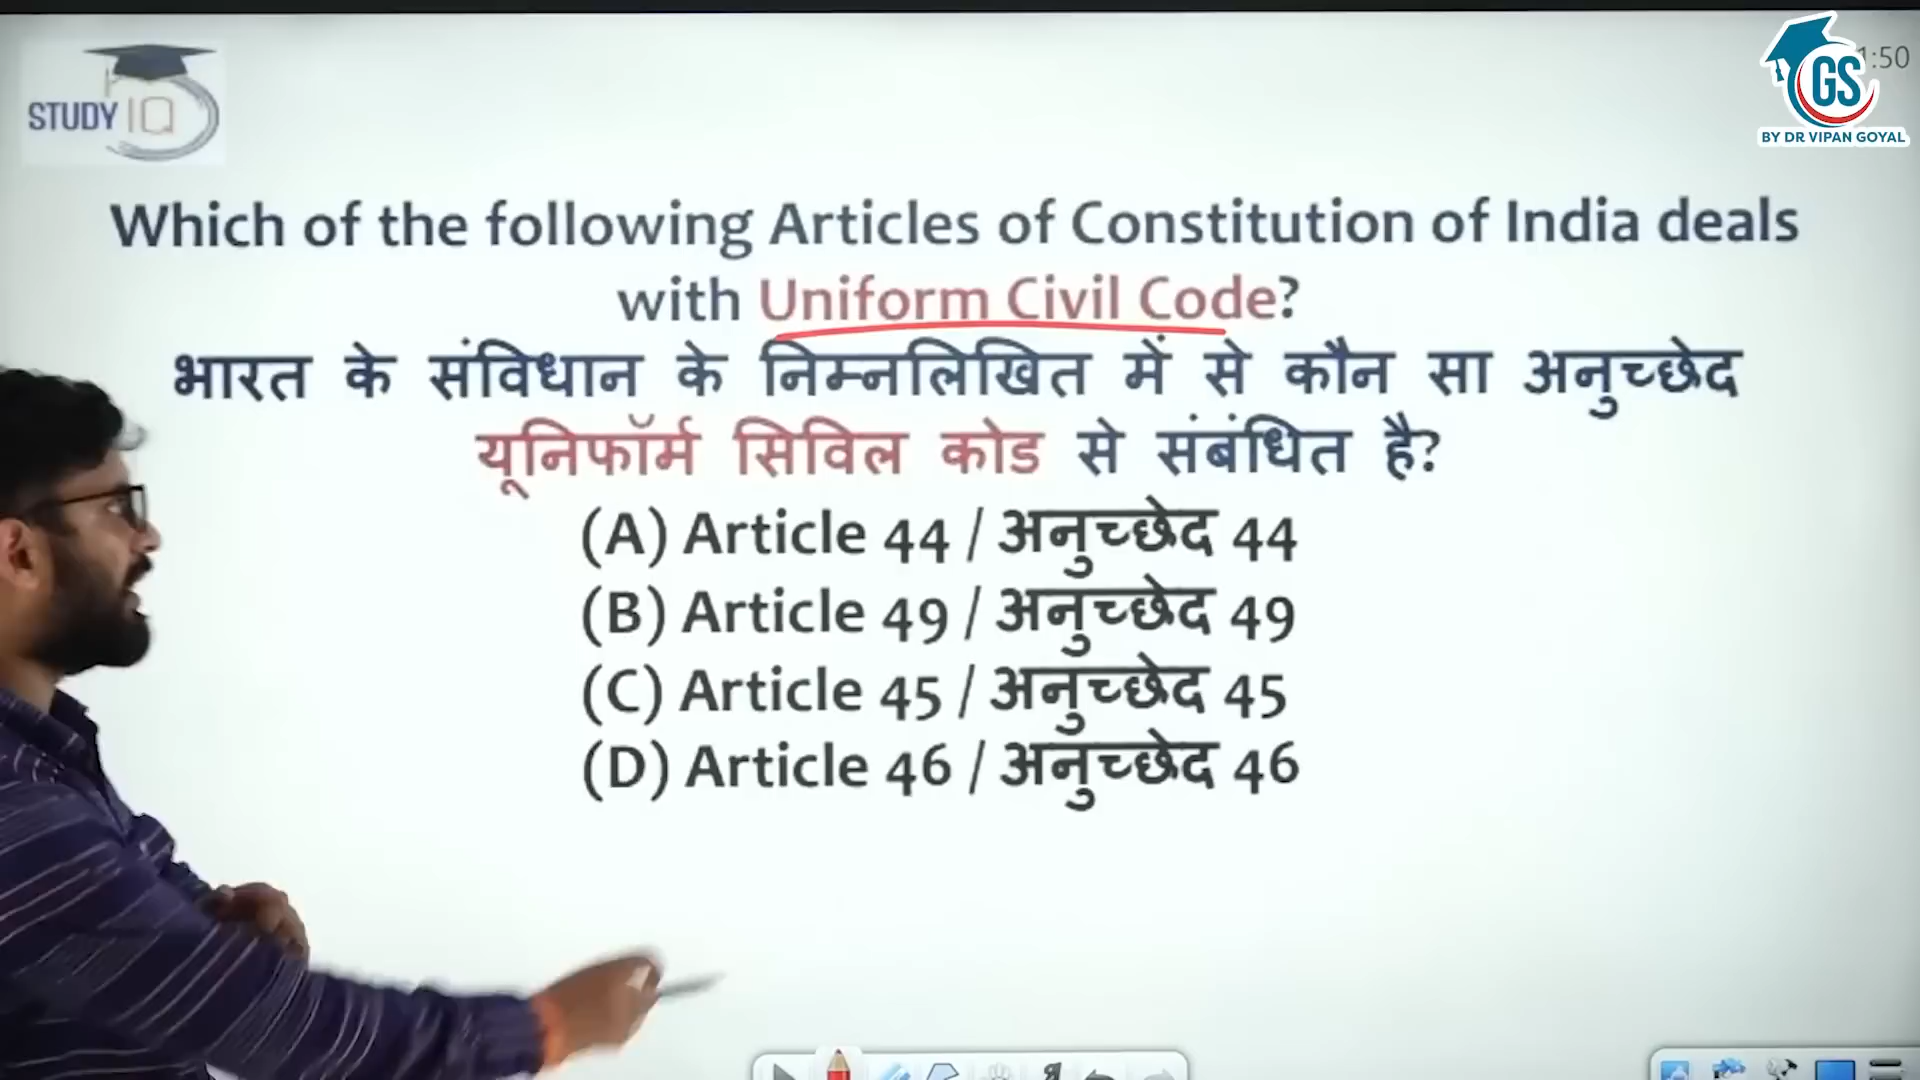 STUDY IQ
GS
:50
BY DR VIPAN GOYAL
Which of the following Articles of Constitution of India deals
with Uniform Civil Code?
भारत के संविधान के निम्नलिखित में से कौन सा अनुच्छेद
यूनिफॉर्म सिविल कोड से संबंधित है?
(A) Article 44 / अनुच्छेद 44
(B) Article 49 / अनुच्छेद 49
(C) Article 45 / अनुच्छेद 45
(D) Article 46 / अनुच्छेद 46